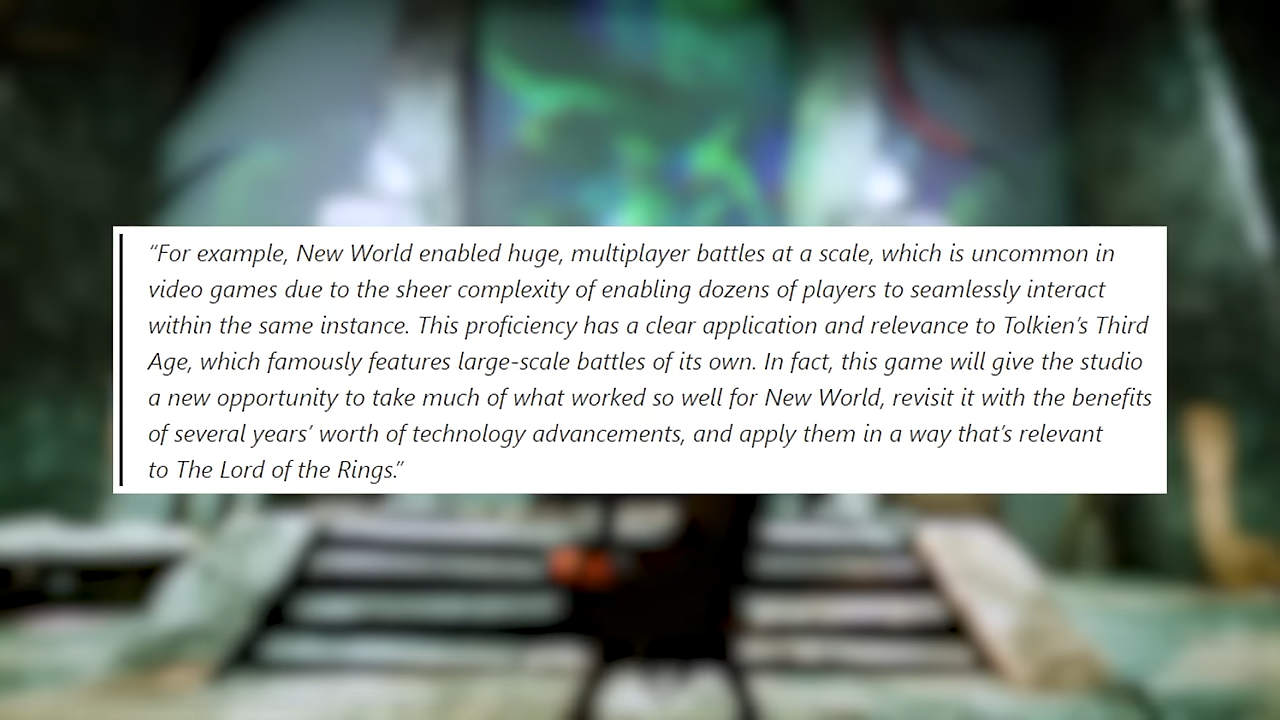 “For example, New World enabled huge, multiplayer battles at a scale, which is uncommon in
video games due to the sheer complexity of enabling dozens of players to seamlessly interact
within the same instance. This proficiency has a clear application and relevance to Tolkien’s Third
Age, which famously features large-scale battles of its own. In fact, this game will give the studio
a new opportunity to take much of what worked so well for New World, revisit it with the benefits
of several years’ worth of technology advancements, and apply them in a way that’s relevant
to The Lord of the Rings.”